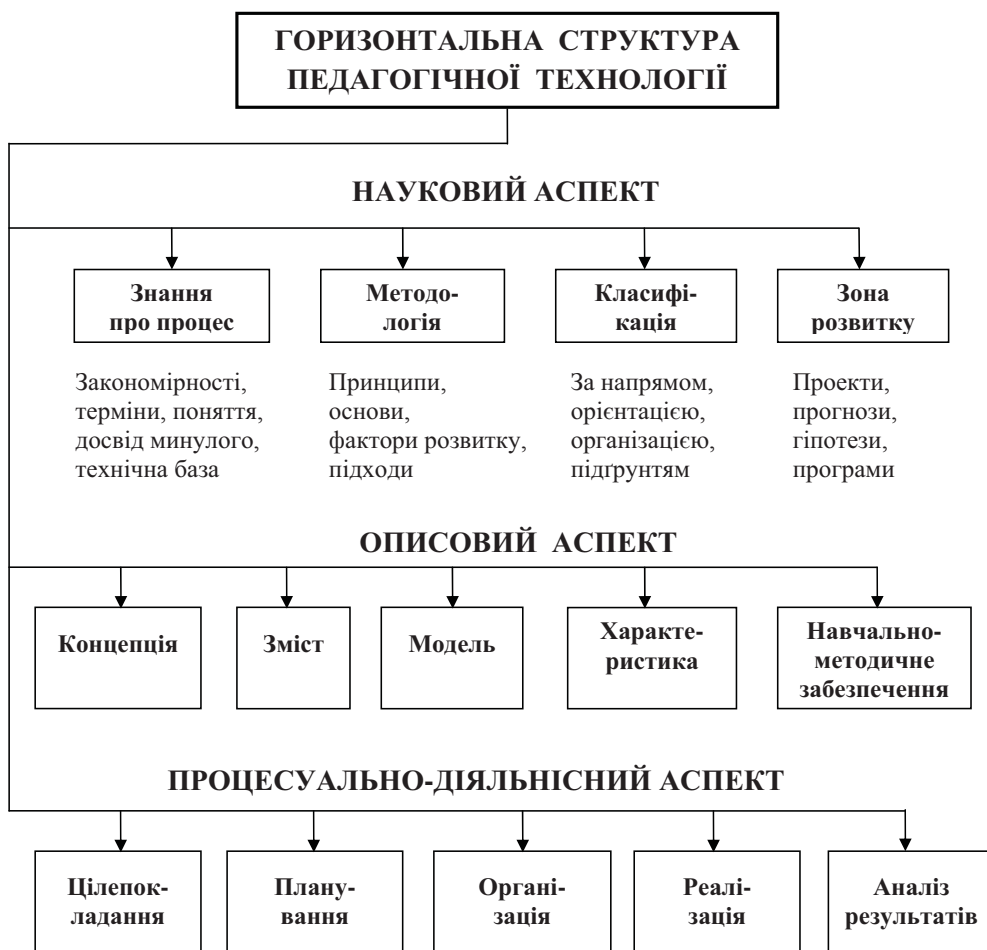 ГОРИЗОНТАЛЬНА СТРУКТУРА
ПЕДАГОГІЧНОЇ ТЕХНОЛОГІЇ
НАУКОВИЙ АСПЕКТ
Знання
про процес
Методо-
логія
Класифі-
кація
Зона
розвитку
Закономірності,
терміни, поняття,
досвід минулого,
технічна база
Принципи,
основи,
фактори розвитку,
підходи
За напрямом,
орієнтацією,
організацією,
підґрунтям
Проекти,
прогнози,
гіпотези,
програми
ОПИСОВИЙ АСПЕКТ
Концепція
Зміст
Модель
Характе-
ристика
Навчально-
методичне
забезпечення
ПРОЦЕСУАЛЬНО-ДІЯЛЬНІСНИЙ АСПЕКТ
Цілепок-
ладання
Плану-
вання
Органі-
зація
Реалі-
зація
Аналіз
результатів